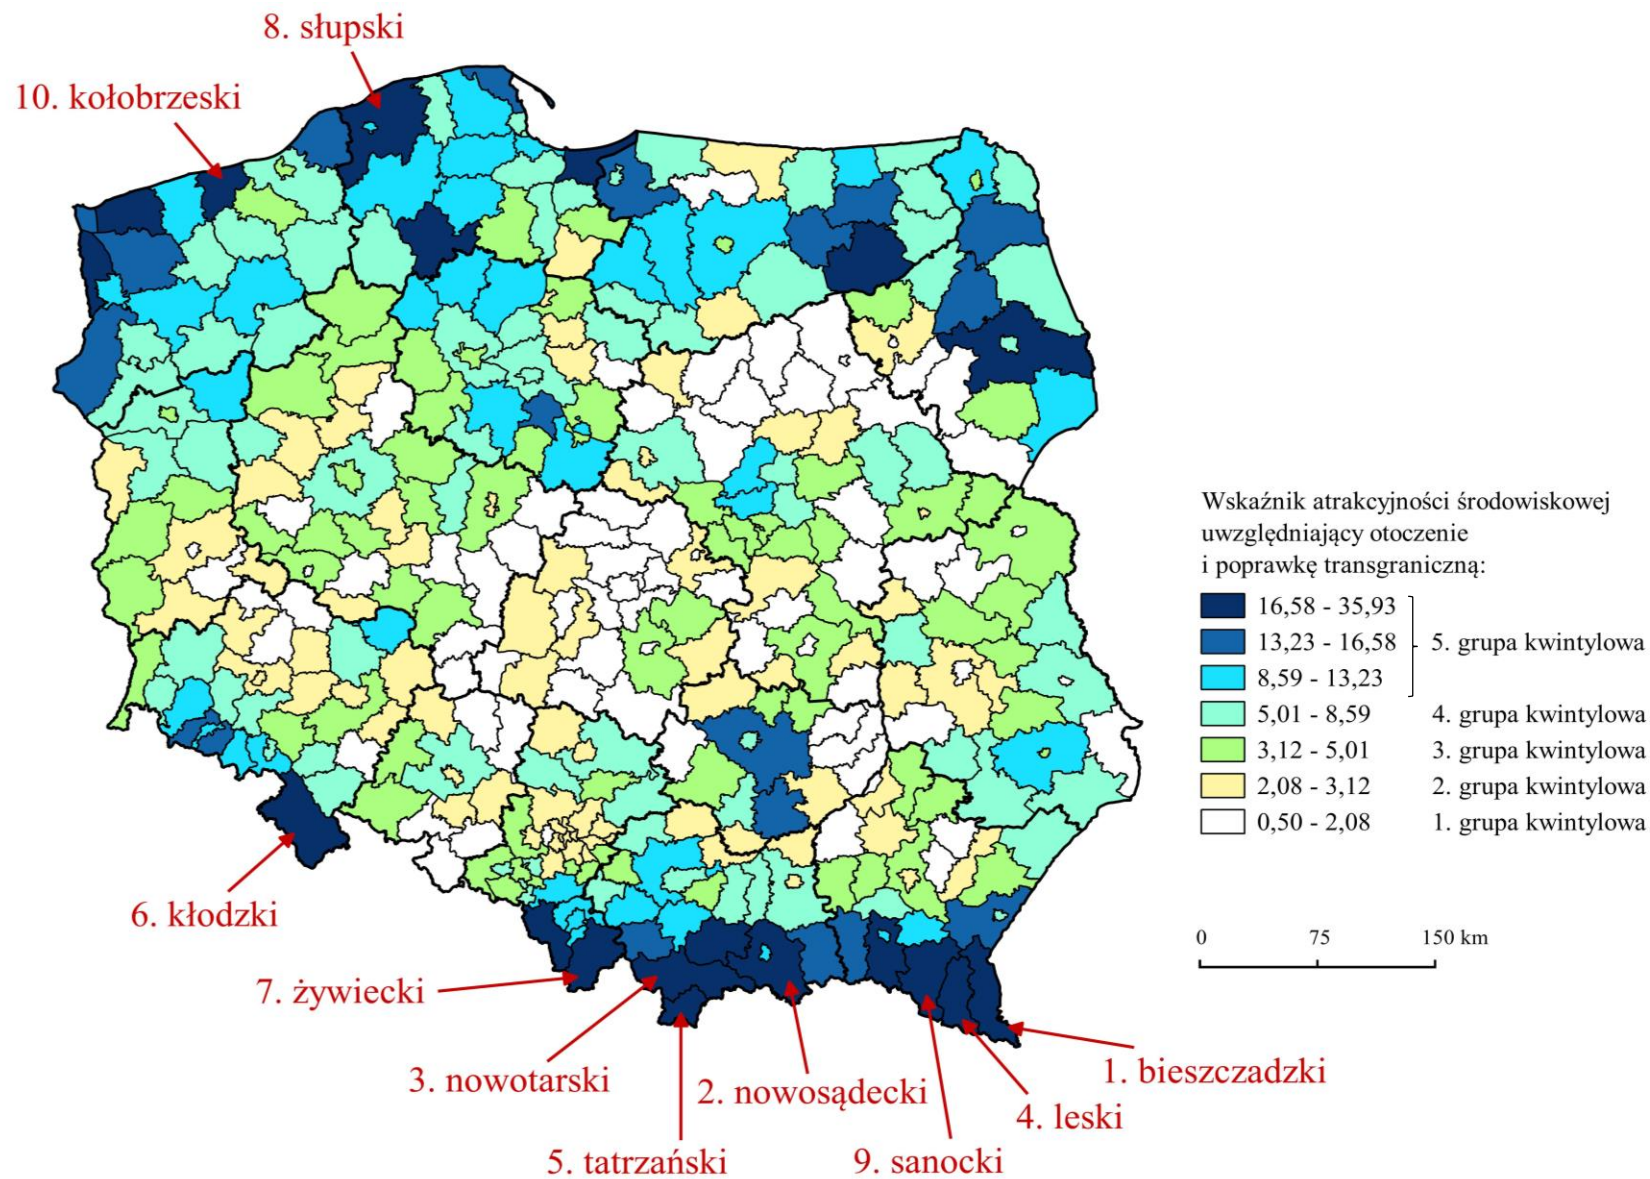 8. słupski
10. kołobrzeski
Wskaźnik atrakcyjności środowiskowej
uwzględniający otoczenie
i poprawkę transgraniczną:
16,58 - 35,93
13,23 - 16,58 5. grupa kwintylowa
8,59 - 13,23
5,01 - 8,59 4. grupa kwintylowa
3,12 - 5,01 3. grupa kwintylowa
2,08 - 3,12 2. grupa kwintylowa
0,50 - 2,08 1. grupa kwintylowa
6. kłodzki
0 75 150 km
7. żywiecki
3. nowotarski
2. nowosądecki
1. bieszczadzki
4. leski
5. tatrzański
9. sanocki